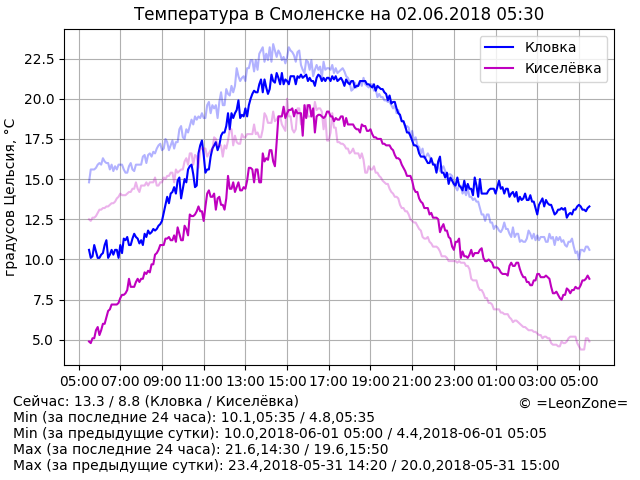 Температура в Смоленске на 02.06.2018 05:30
Кловка
Киселёвка
градусов Цельсия, °C
22.5
20.0
17.5
15.0
12.5
10.0
7.5
5.0
05:00 07:00 09:00 11:00 13:00 15:00 17:00 19:00 21:00 23:00 01:00 03:00 05:00
Сейчас: 13.3 / 8.8 (Кловка / Киселёвка)
© =LeonZone=
Min (за последние 24 часа): 10.1,05:35 / 4.8,05:35
Min (за предыдущие сутки): 10.0,2018-06-01 05:00 / 4.4,2018-06-01 05:05
Max (за последние 24 часа): 21.6,14:30 / 19.6,15:50
Max (за предыдущие сутки): 23.4,2018-05-31 14:20 / 20.0,2018-05-31 15:00